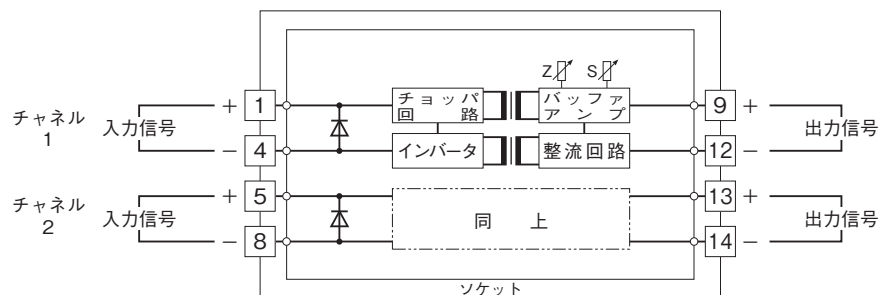 Z S
チョッパ
回路
バッファ
アンプ
チャネル
1
入力信号
+ 1
− 4
9 +
12 −
出力信号
インバータ
整流回路
チャネル
2
入力信号
+ 5
− 8
同上
13 +
14 −
出力信号
ソケット